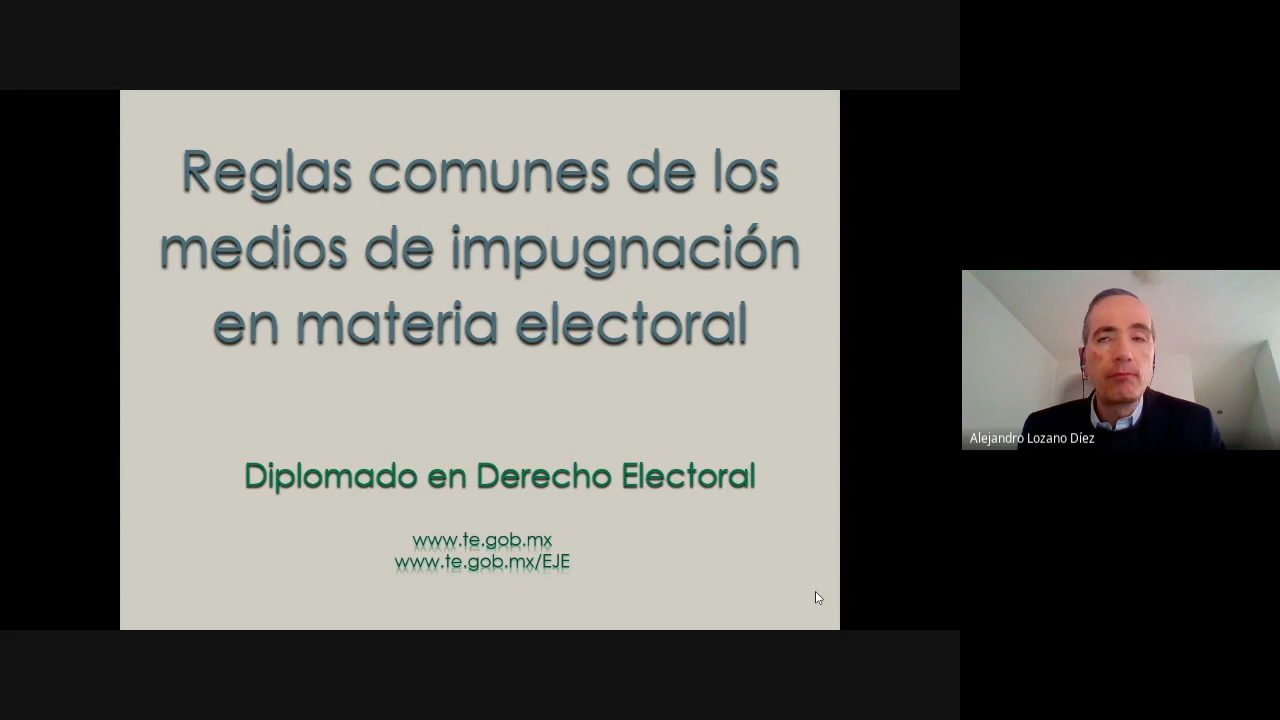 Reglas comunes de los
medios de impugnación
en materia electoral
Diplomado en Derecho Electoral
www.te.gob.mx
www.te.gob.mx/EJE
Alejandro Lozano Díez